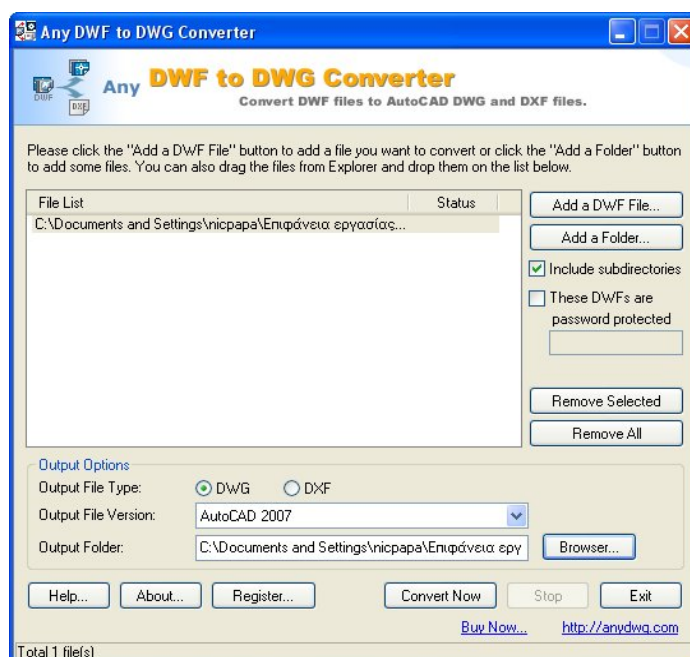 Any DWF to DWG Converter
Any DWF to DWG Converter
DWF
DXF
Convert DWF files to AutoCAD DWG and DXF files.
Please click the "Add a DWF File" button to add a file you want to convert or click the "Add a Folder" button
to add some files. You can also drag the files from Explorer and drop them on the list below.
File List Status
C:\Documents and Settings\nicpapa\Επιφάνεια εργασίας...
Add a DWF File...
Add a Folder...
Include subdirectories
These DWFs are
password protected
Remove Selected
Remove All
Output Options
Output File Type: DWG DXF
Output File Version: AutoCAD 2007
Output Folder: C:\Documents and Settings\nicpapa\Επιφάνεια εργ Browser...
Help... About... Register... Convert Now Stop Exit
Buy Now... http://anydwg.com
Total 1 file(s)